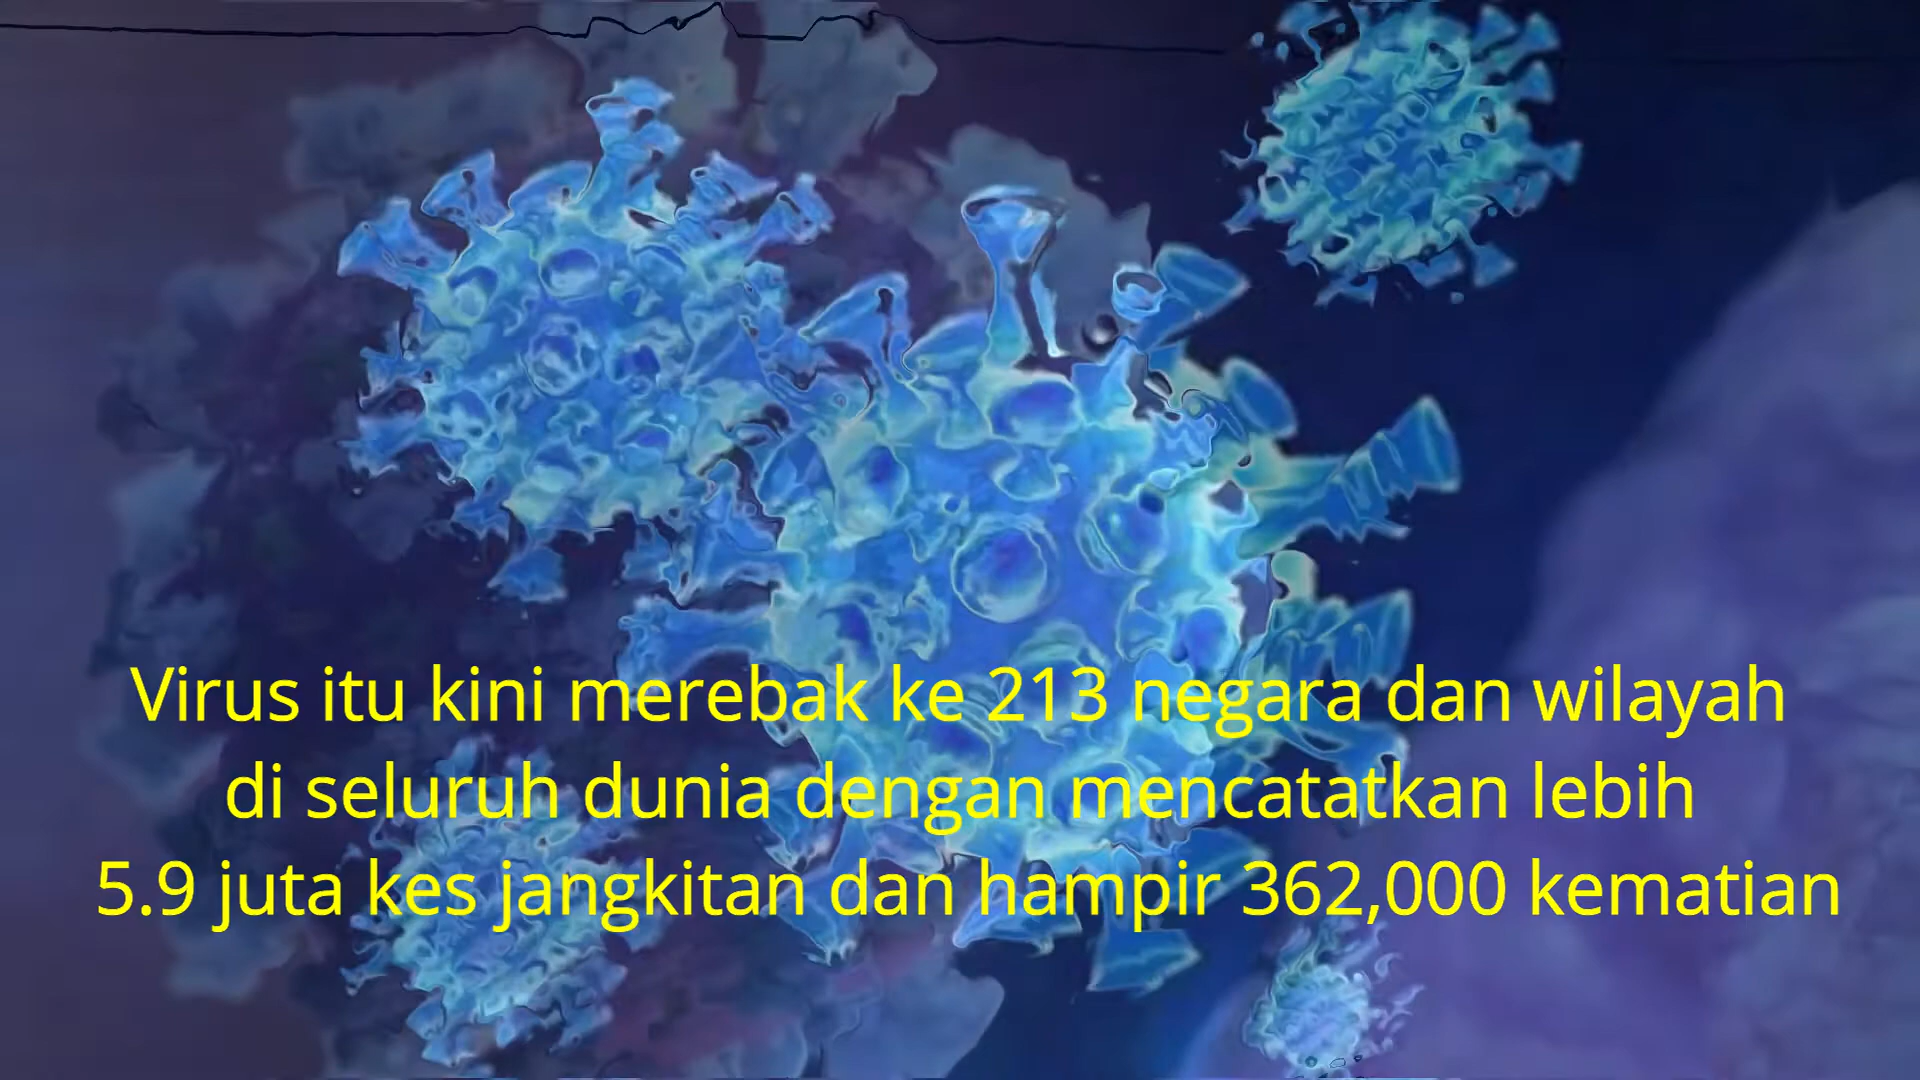 Virus itu kini merebak ke 213 negara dan wilayah
di seluruh dunia dengan mencatatkan lebih
5.9 juta kes jangkitan dan hampir 362,000 kematian